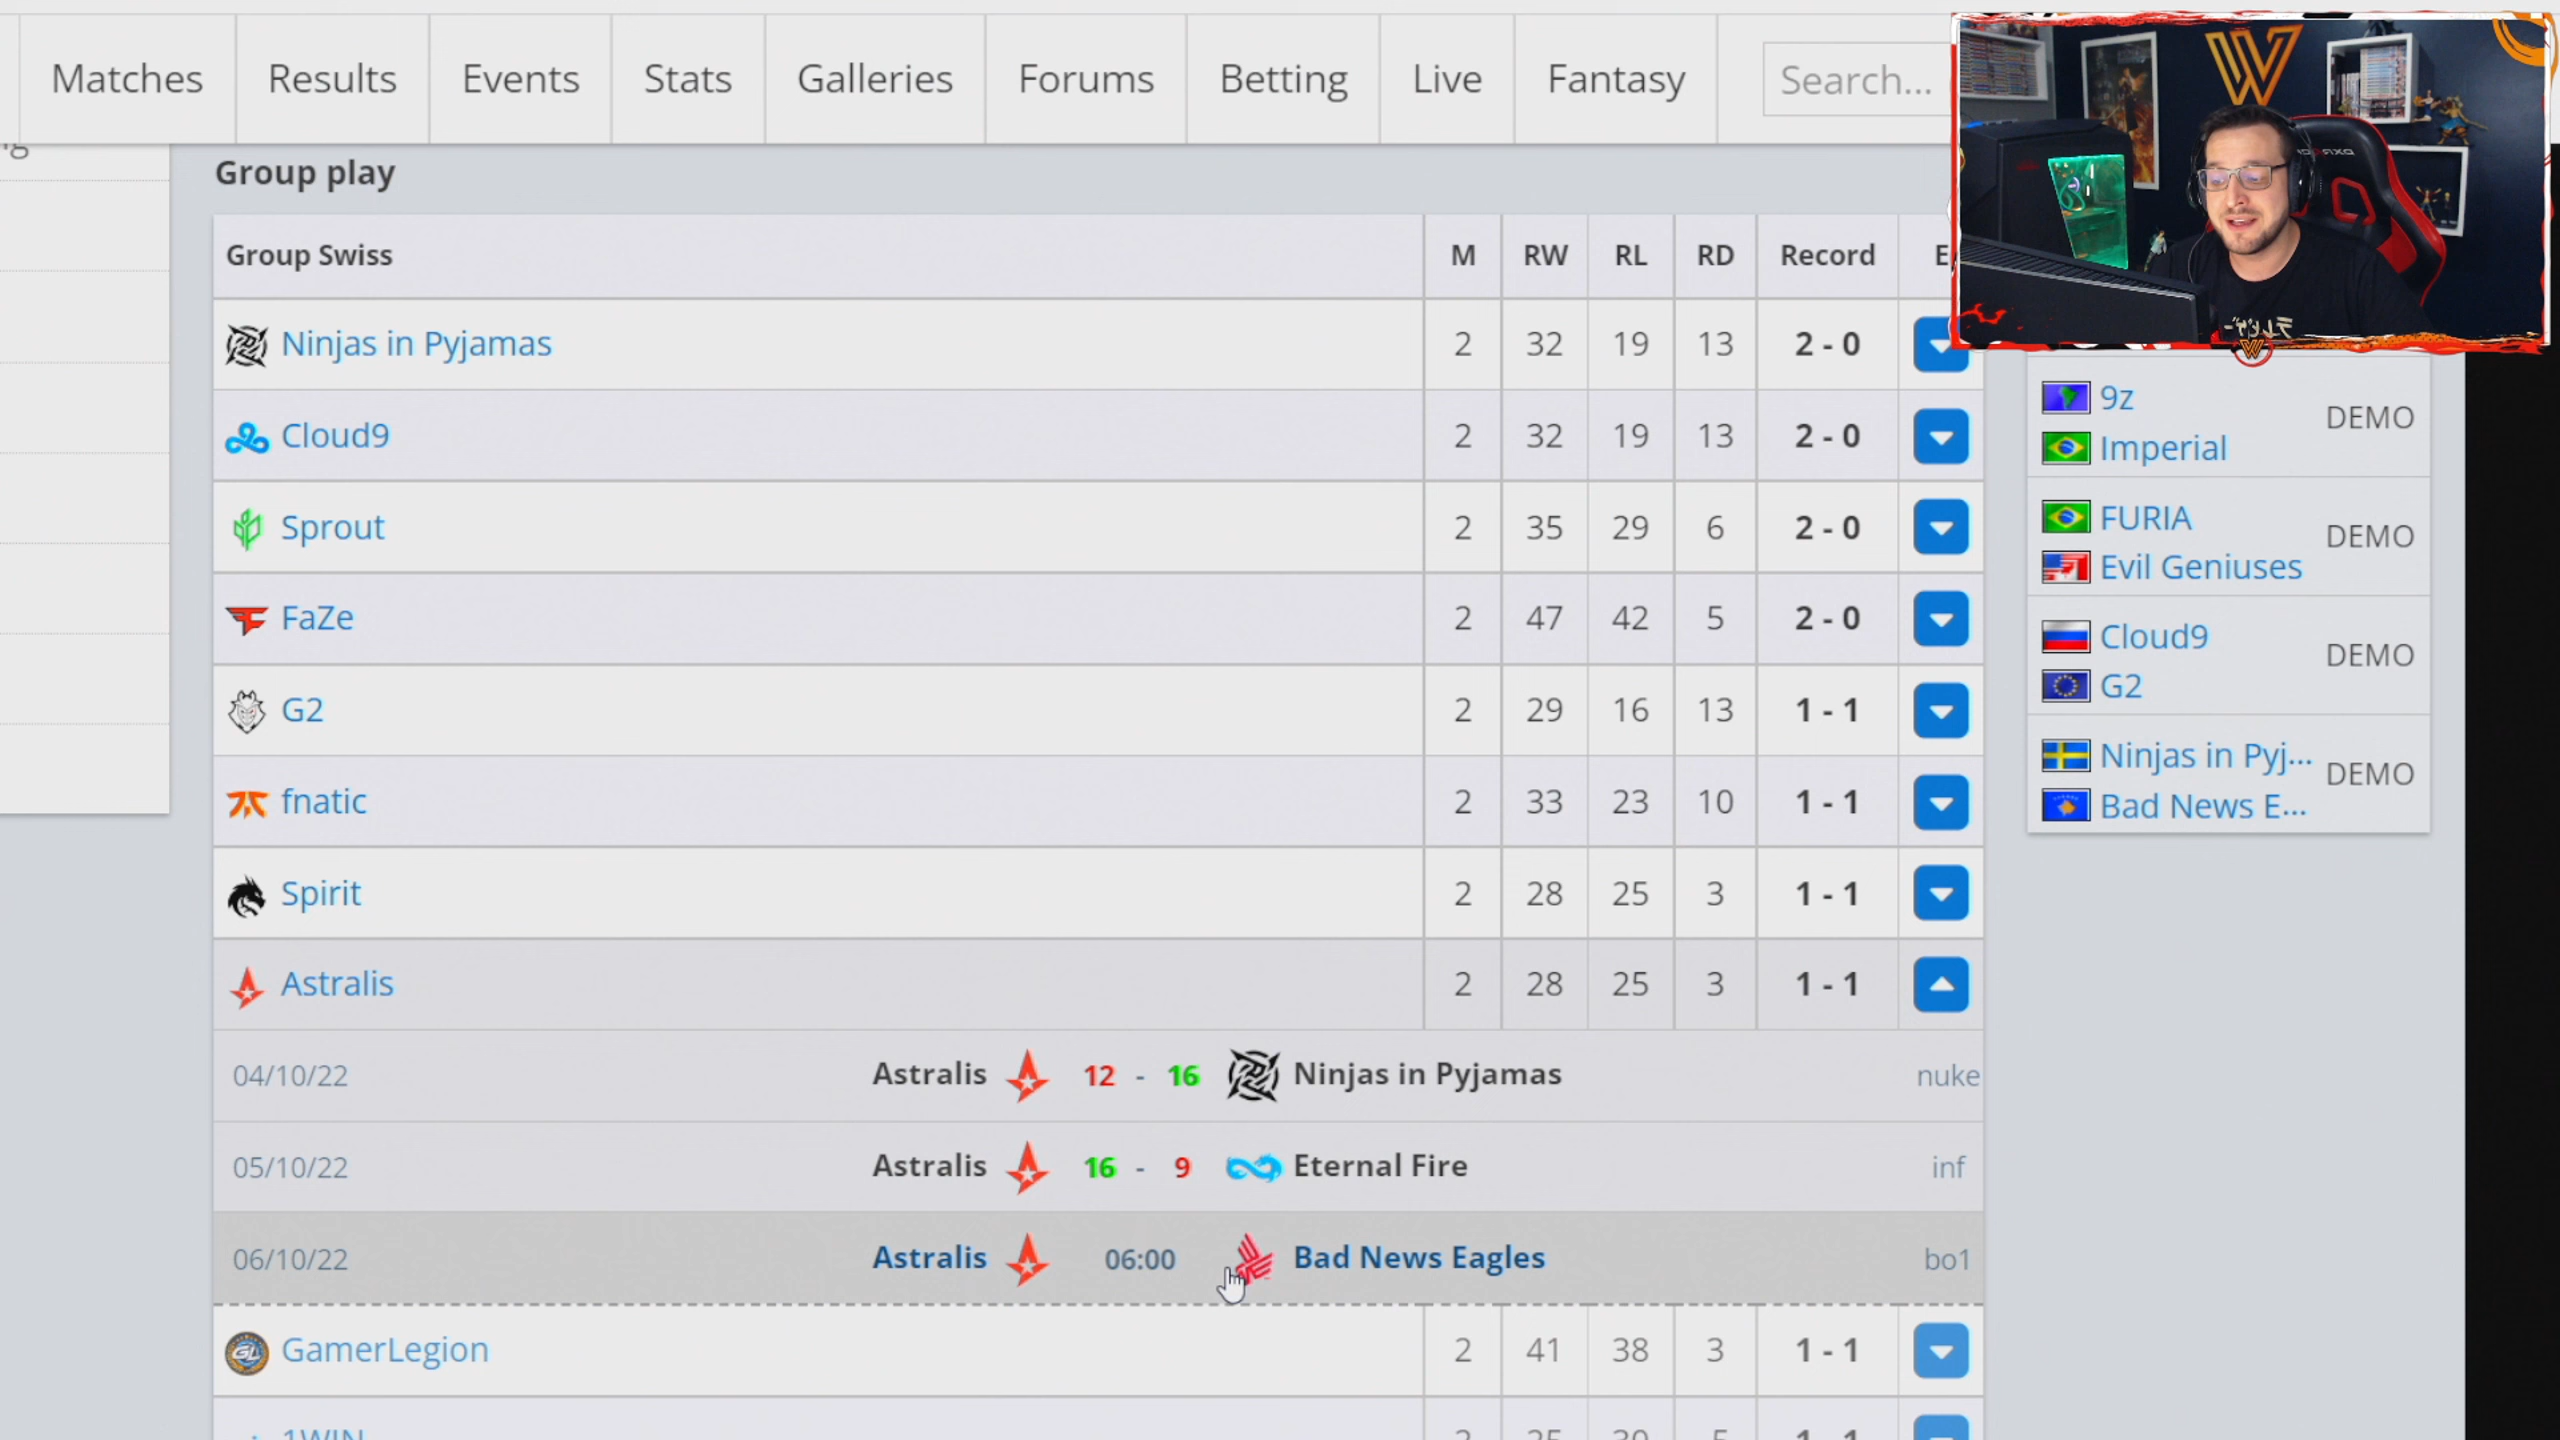 Matches Results Events Stats Galleries Forums Betting Live Fantasy Search...
Group play
Group Swiss M RW RL RD Record
Ninjas in Pyjamas 2 32 19 13 2 - 0
Cloud9 2 32 19 13 2 - 0
Sprout 2 35 29 6 2 - 0
FaZe 2 47 42 5 2 - 0
G2 2 29 16 13 1 - 1
fnatic 2 33 23 10 1 - 1
Spirit 2 28 25 3 1 - 1
Astralis 2 28 25 3 1 - 1
04/10/22 Astralis 12 - 16 Ninjas in Pyjamas nuke
05/10/22 Astralis 16 - 9 Eternal Fire inf
06/10/22 Astralis 06:00 Bad News Eagles bo1
GamerLegion 2 41 38 3 1 - 1
9z
Imperial
DEMO
FURIA
Evil Geniuses
DEMO
Cloud9
G2
DEMO
Ninjas in Pyj...
Bad News E...
DEMO